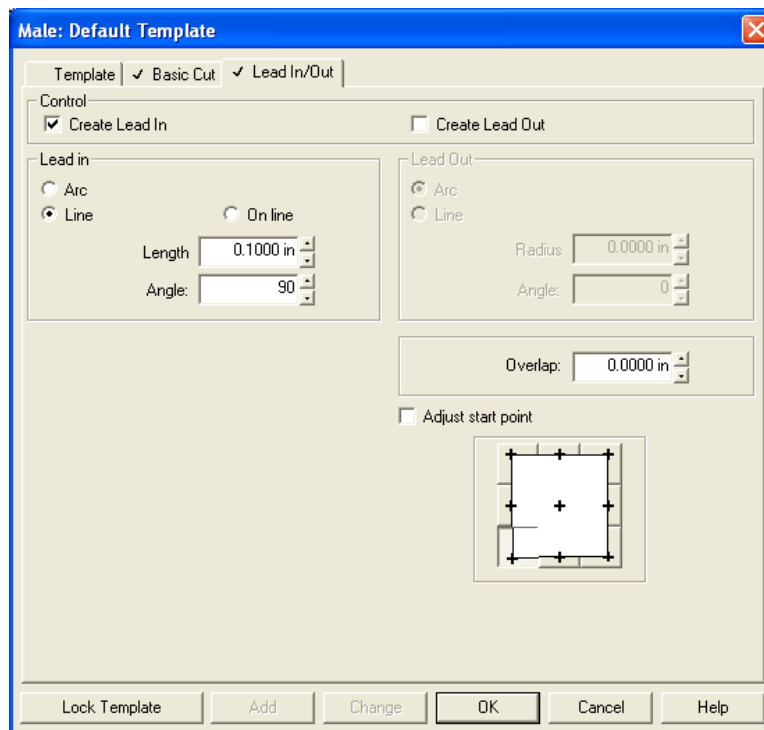 Male: Default Template
Template ✓ Basic Cut ✓ Lead In/Out
Control
Create Lead In Create Lead Out
Lead in
Arc
Line On line
Length 0.1000 in
Angle: 90
Lead Out
Arc
Line
Radius 0.0000 in
Angle: 0
Overlap: 0.0000 in
Adjust start point
Lock Template Add Change OK Cancel Help